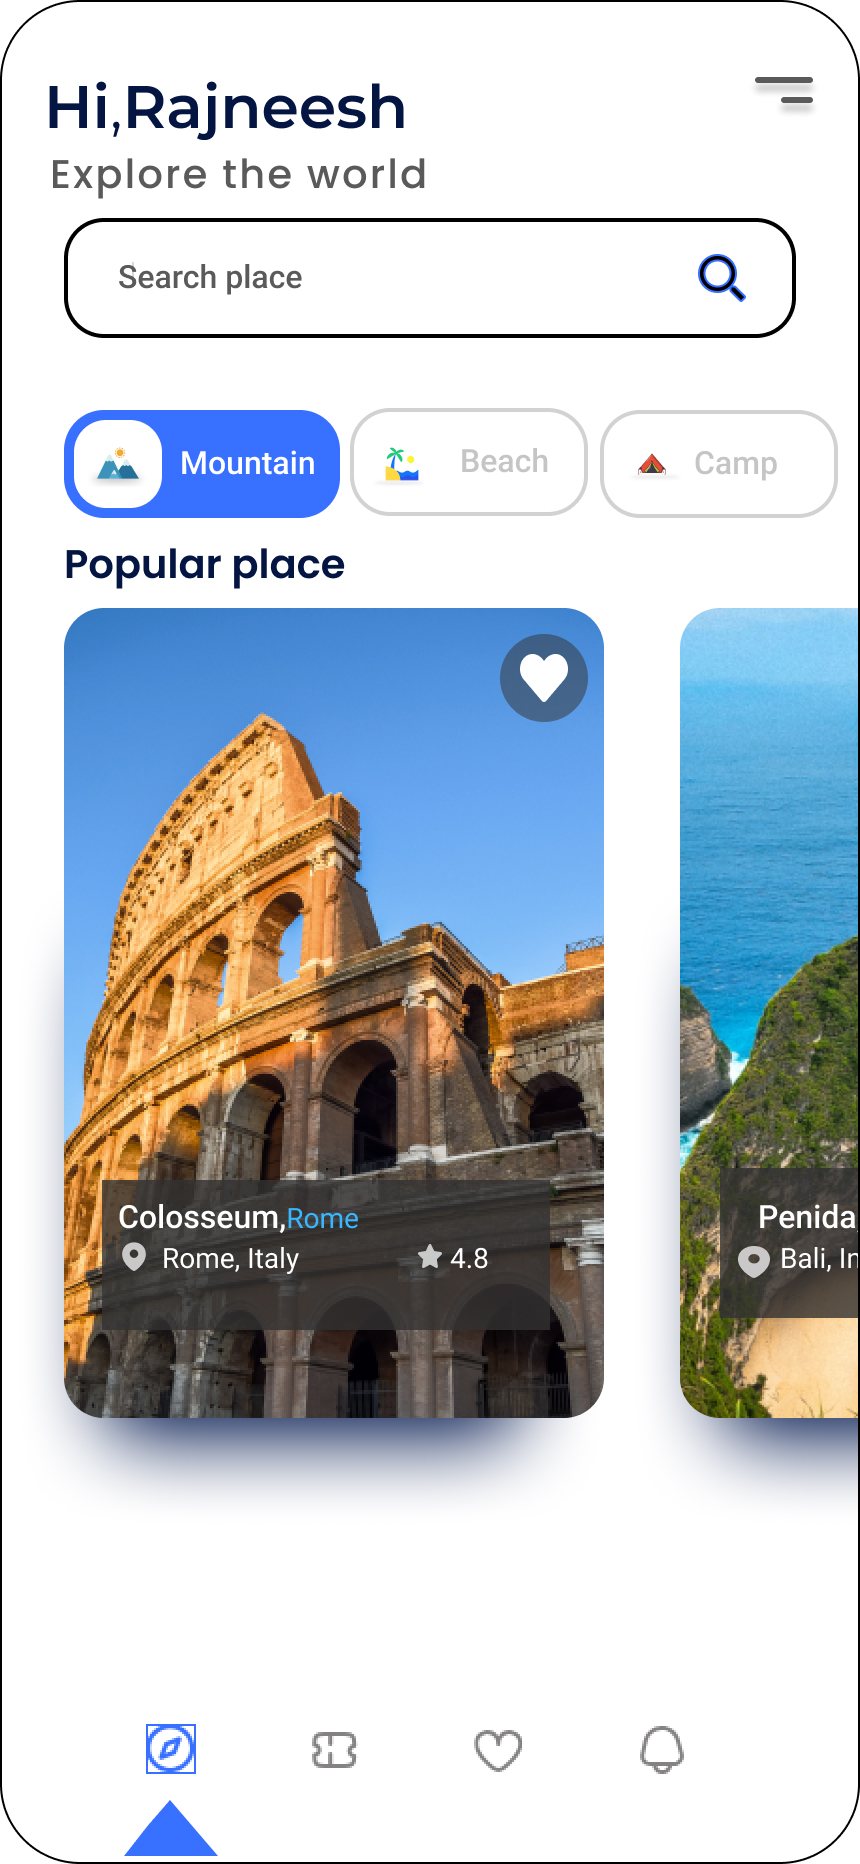 Hi,Rajneesh
Explore the world
Search place
Mountain
Beach
Camp
Popular place
Colosseum,Rome
Rome, Italy
4.8
Penida
Bali, In